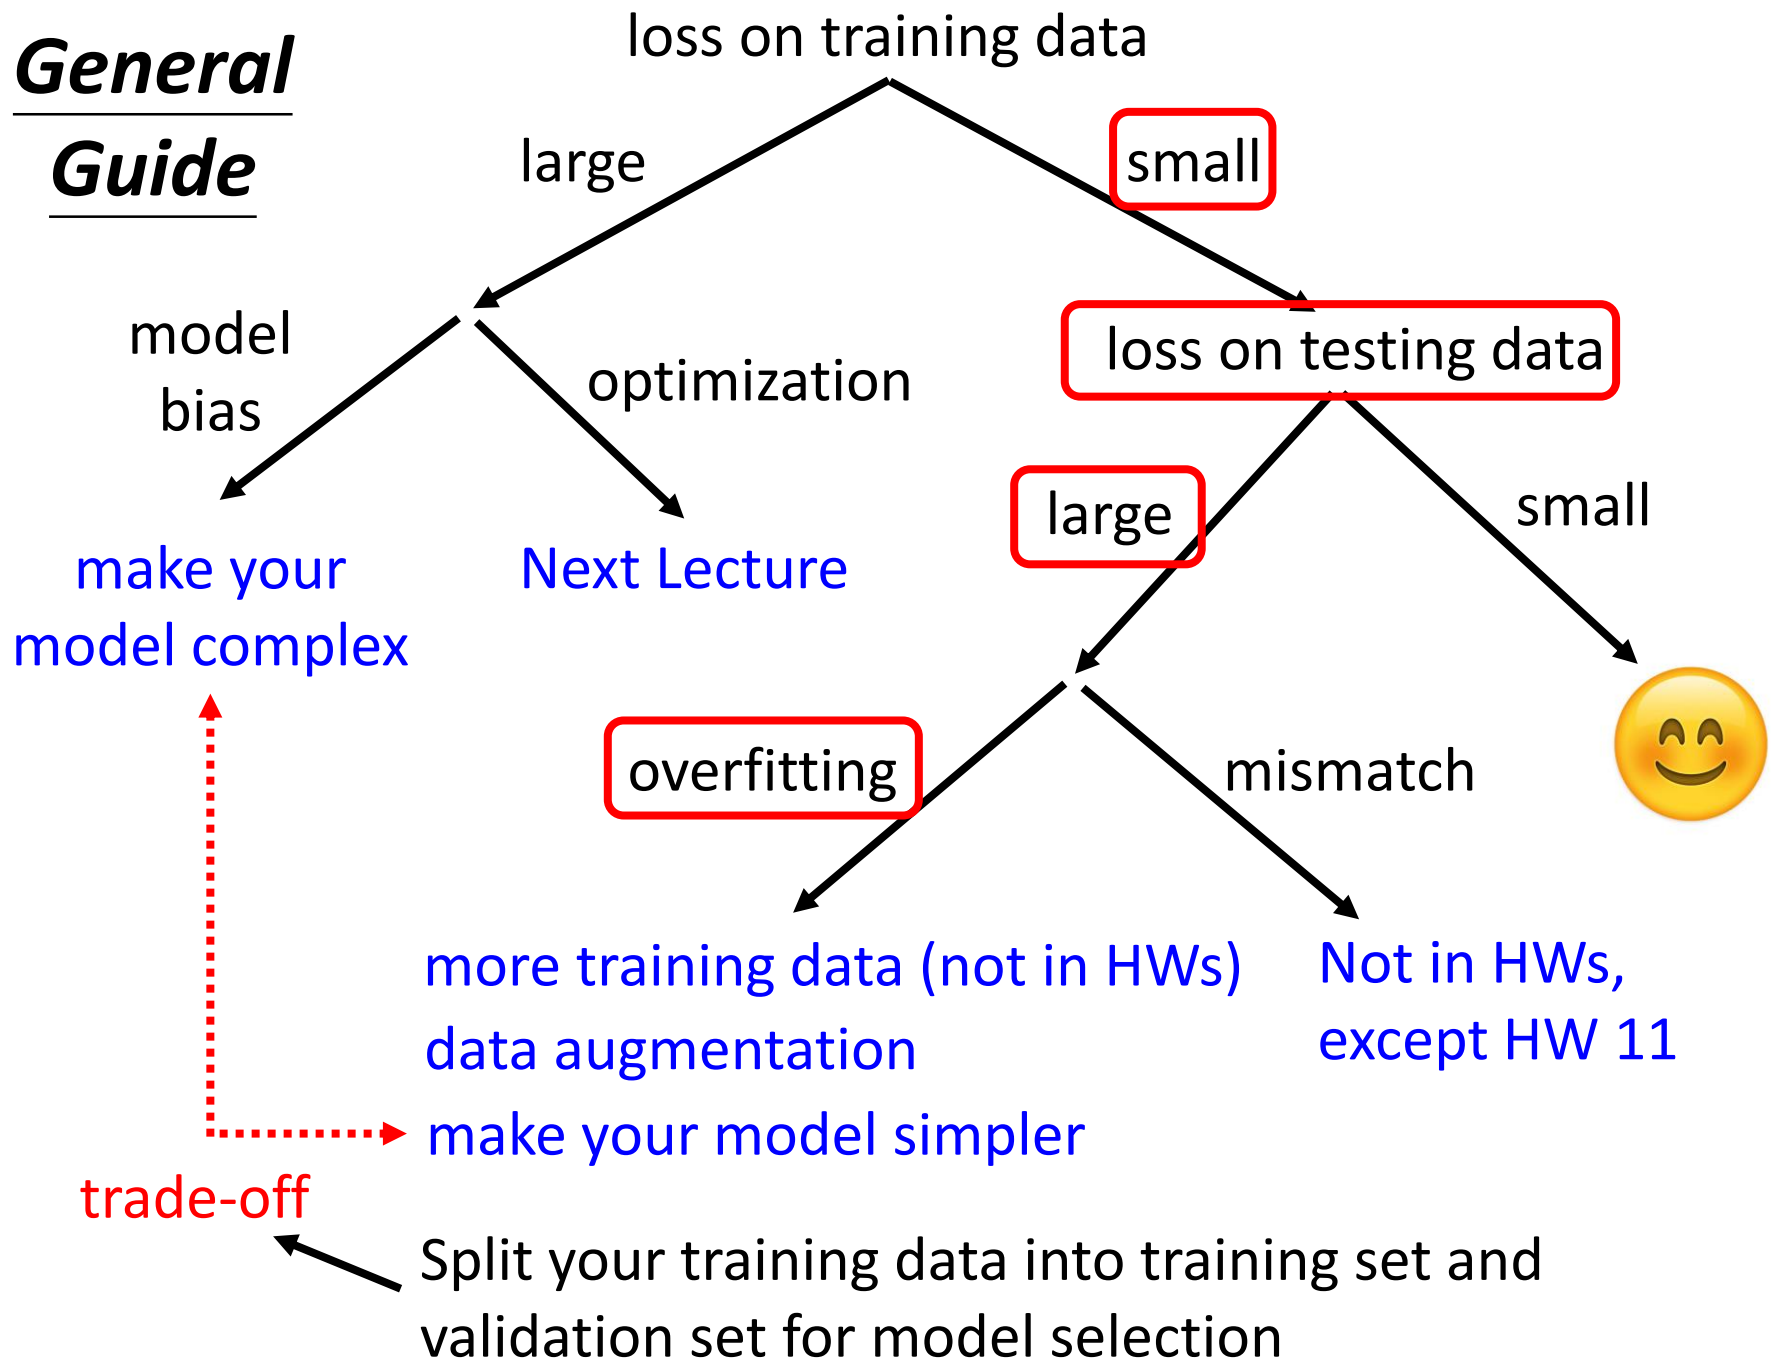 General
Guide
loss on training data
large
small
model
bias
optimization
loss on testing data
make your
model complex
Next Lecture
large
small
overfitting
mismatch
more training data (not in HWs)
data augmentation
make your model simpler
Not in HWs,
except HW 11
trade-off
Split your training data into training set and
validation set for model selection